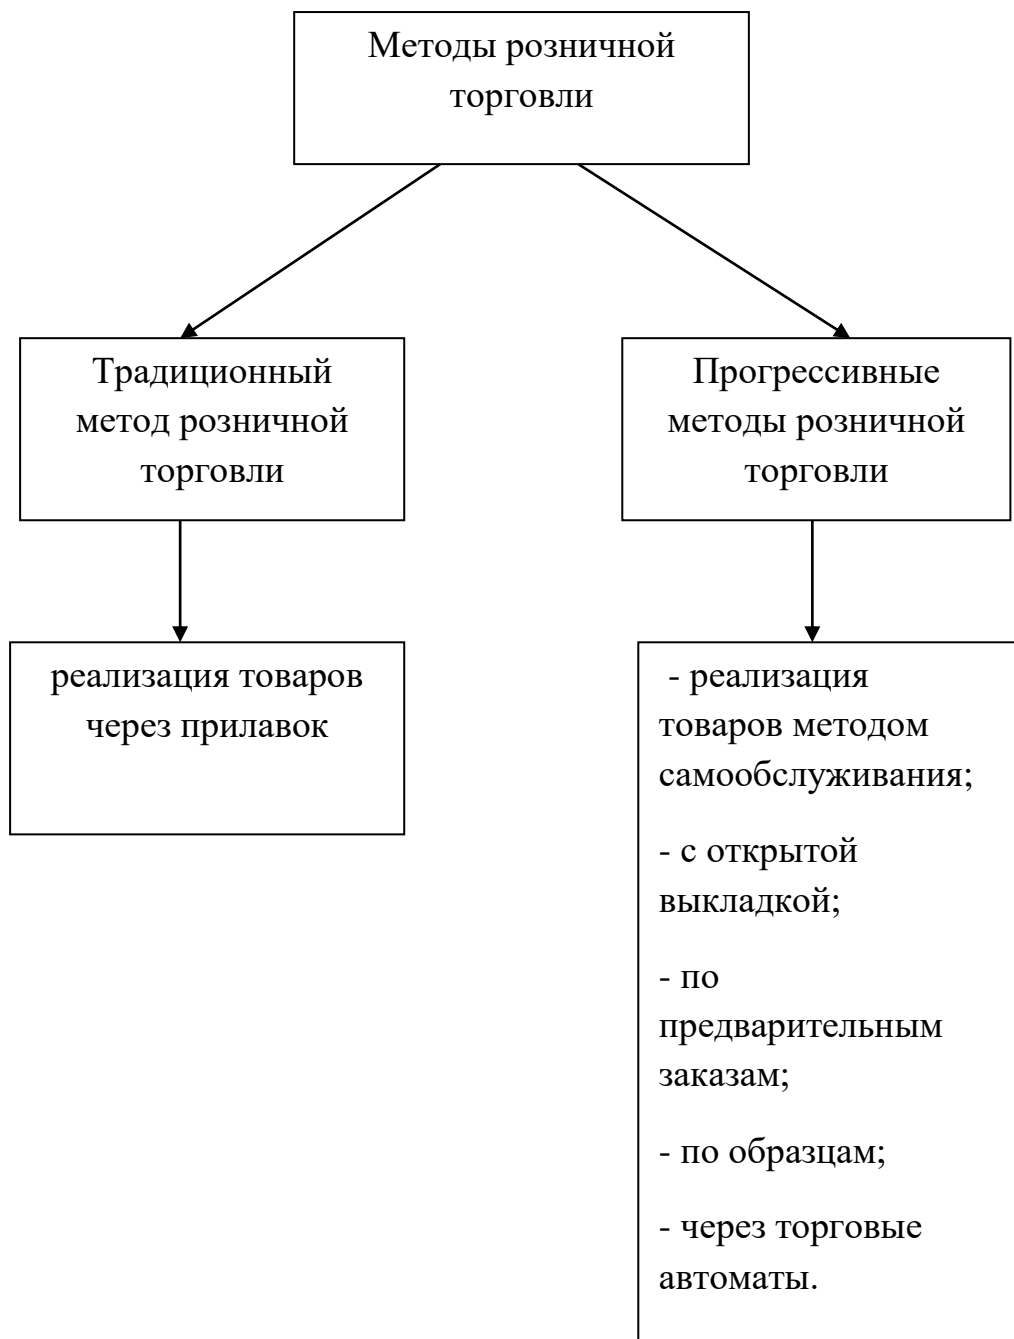 Методы розничной
торговли
Традиционный
метод розничной
торговли
Прогрессивные
методы розничной
торговли
реализация товаров
через прилавок
- реализация
товаров методом
самообслуживания;
- с открытой
выкладкой;
- по
предварительным
заказам;
- по образцам;
- через торговые
автоматы.